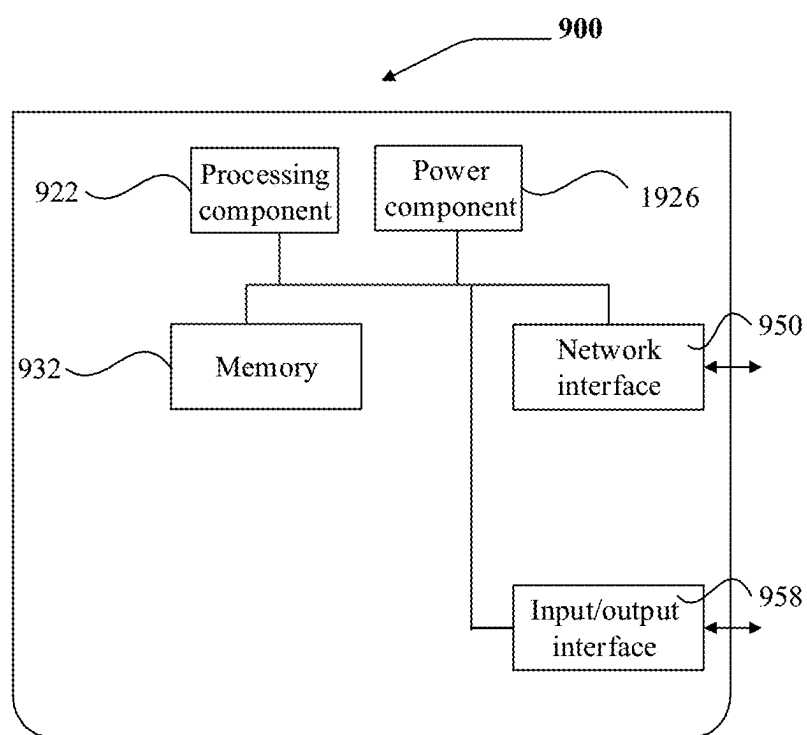 900
922
Processing
component
Power
component
1926
932
Memory
Network
interface
950
Input/output
interface
958